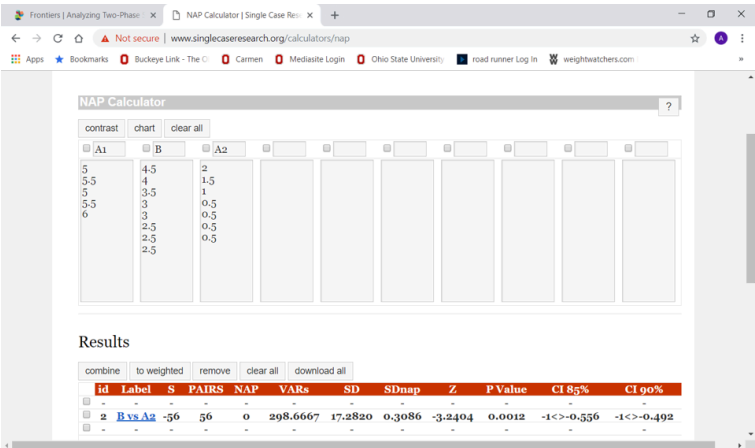 Frontiers | Analyzing Two-Phase
NAP Calculator | Single Case Rese
Not secure | www.singlecaseresearch.org/calculators/nap
A
Apps Bookmarks Buckeye Link - The O Carmen Mediasite Login Ohio State University road runner Log In weightwatchers.com »
NAP Calculator
?
contrast chart clear all
A1 B A2
5 4.5 2
5.5 4 1.5
5 3.5 1
5.5 3 0.5
6 3 0.5
2.5 0.5
2.5 0.5
2.5
Results
combine to weighted remove clear all download all
id Label S PAIRS NAP VARs SD SDnap Z P Value CI 85% CI 90%
- - - - - - - - - - - -
2 B vs A2 -56 56 0 298.6667 17.2820 0.3086 -3.2404 0.0012 -1<>-0.556 -1<>-0.492
- - - - - - - - - - - -